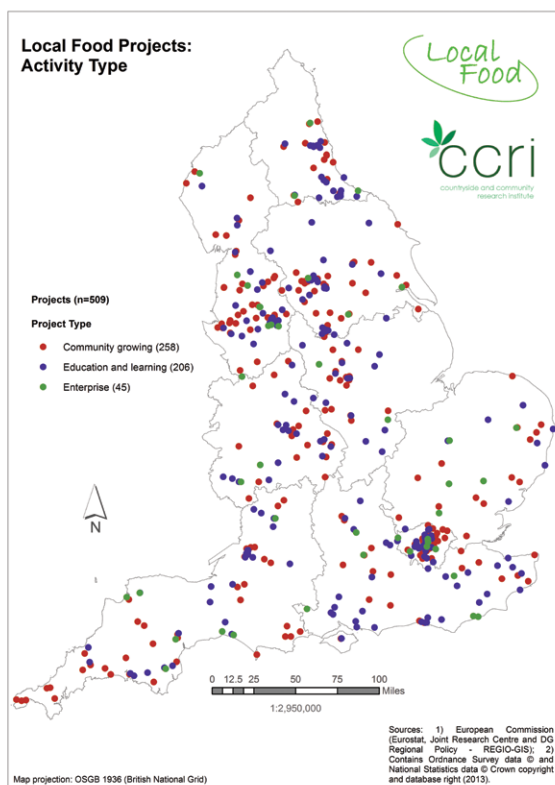 Local Food Projects:
Activity Type
Local
Food
ccri
countryside and community
research institute
Projects (n=509)
Project Type
Community growing (258)
Education and learning (206)
Enterprise (45)
N
0 12.5 25 50 75 100
Miles
1:2,950,000
Sources: 1) European Commission
(Eurostat, Joint Research Centre and DG
Regional Policy - REGIO-GIS); 2)
Contains Ordnance Survey data © and
National Statistics data © Crown copyright
and database right (2013).
Map projection: OSGB 1936 (British National Grid)